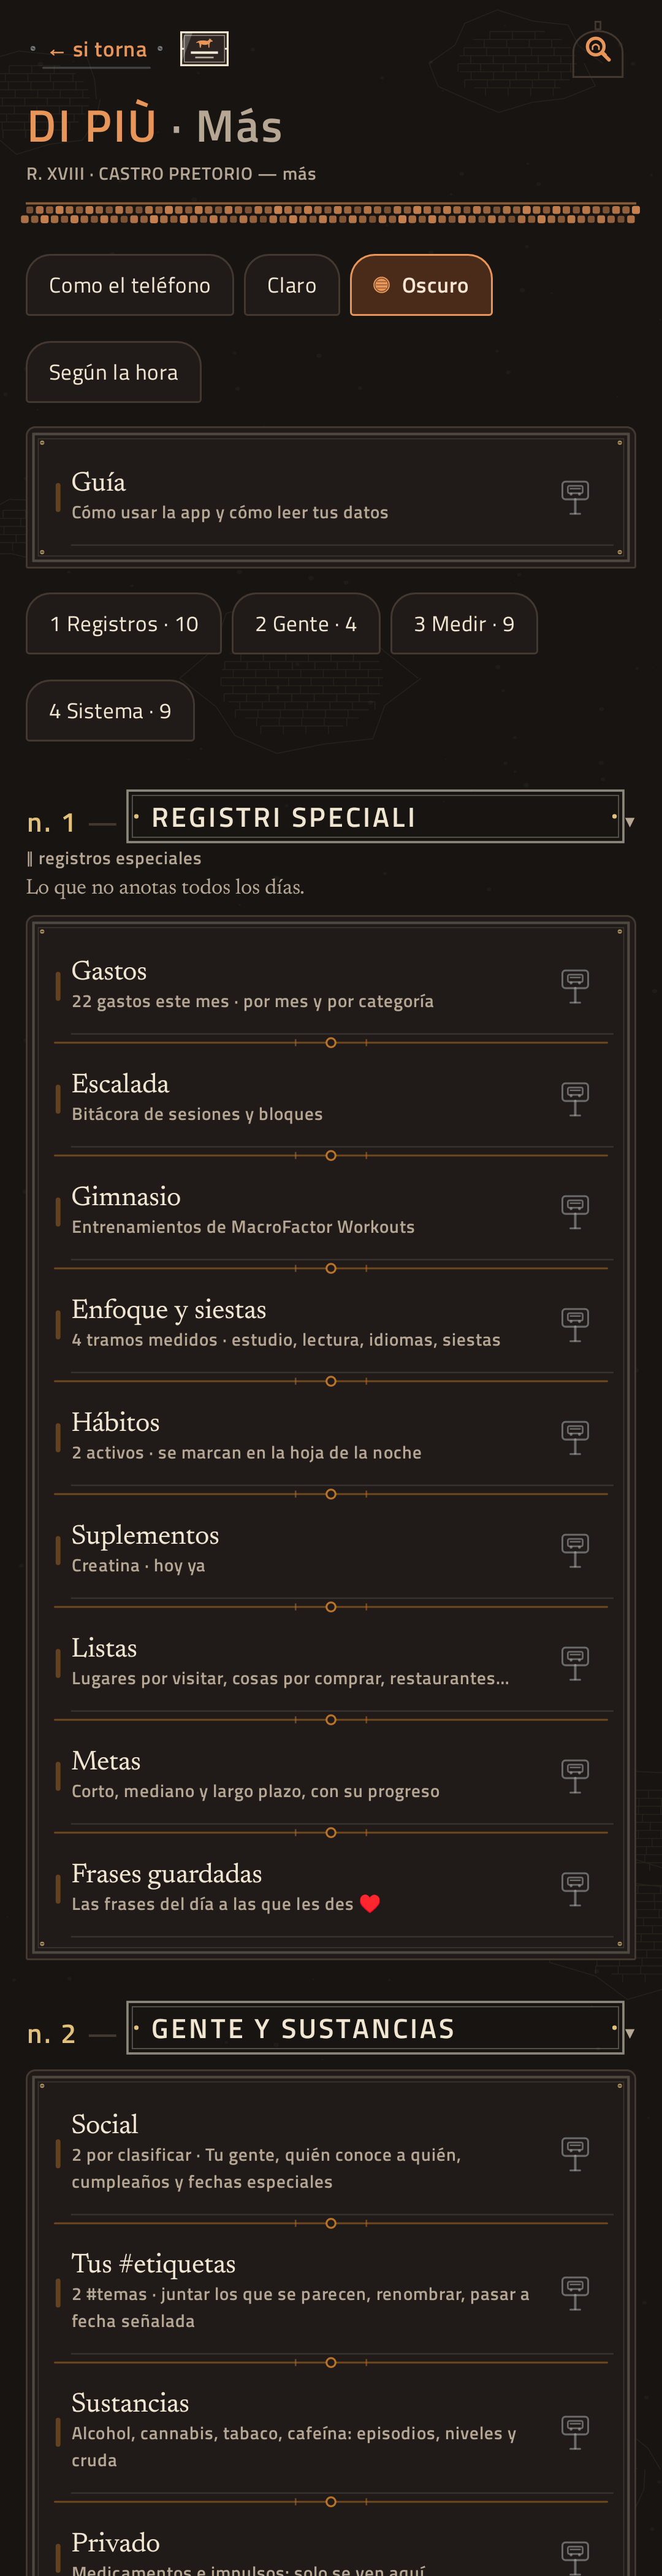 ← si torna
DI PIÙ · Más
R. XVIII · CASTRO PRETORIO — más
Como el teléfono
Claro
Oscuro
Según la hora
Guía
Cómo usar la app y cómo leer tus datos
1 Registros · 10
2 Gente · 4
3 Medir · 9
4 Sistema · 9
n. 1 — REGISTRI SPECIALI ▾
‖ registros especiales
Lo que no anotas todos los días.
Gastos
22 gastos este mes · por mes y por categoría
Escalada
Bitácora de sesiones y bloques
Gimnasio
Entrenamientos de MacroFactor Workouts
Enfoque y siestas
4 tramos medidos · estudio, lectura, idiomas, siestas
Hábitos
2 activos · se marcan en la hoja de la noche
Suplementos
Creatina · hoy ya
Listas
Lugares por visitar, cosas por comprar, restaurantes…
Metas
Corto, mediano y largo plazo, con su progreso
Frases guardadas
Las frases del día a las que les des ❤️
n. 2 — GENTE Y SUSTANCIAS ▾
Social
2 por clasificar · Tu gente, quién conoce a quién,
cumpleaños y fechas especiales
Tus #etiquetas
2 #temas · juntar los que se parecen, renombrar, pasar a
fecha señalada
Sustancias
Alcohol, cannabis, tabaco, cafeína: episodios, niveles y
cruda
Privado
Medicamentos e impulsos: solo se ven aquí